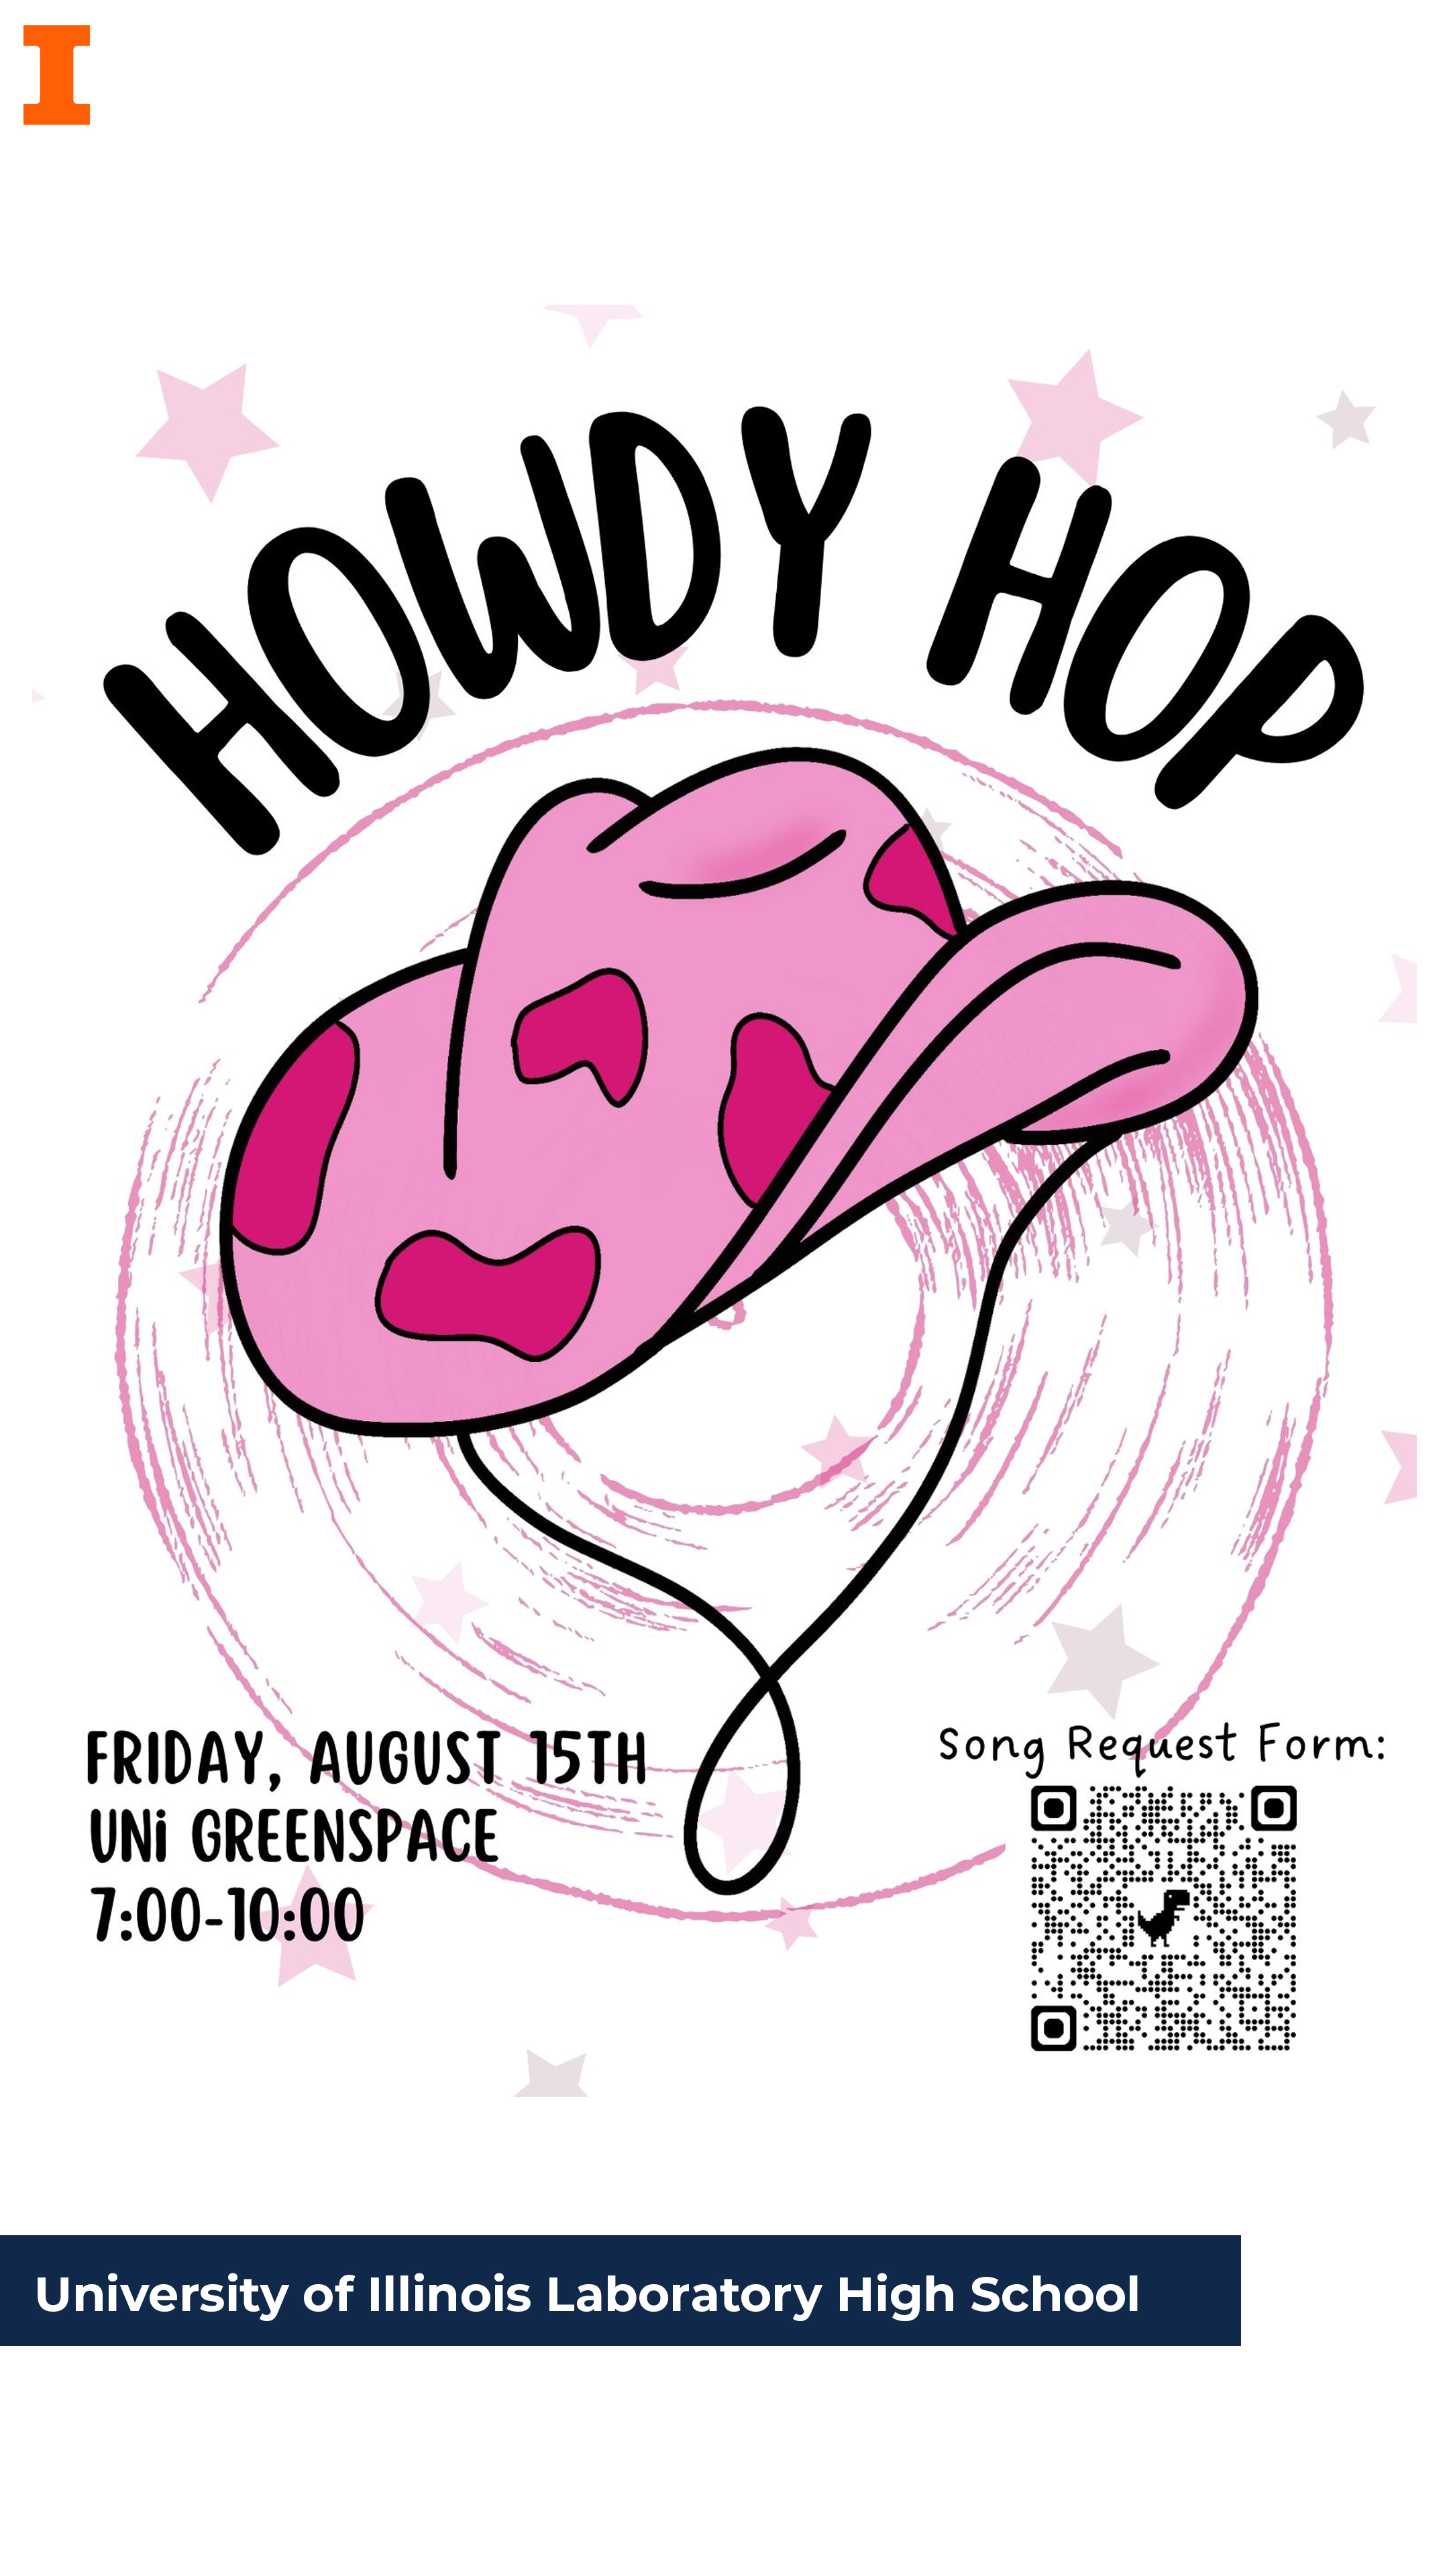 I
HOWDY HOP
FRIDAY, AUGUST 15TH
UNi GREENSPACE
7:00-10:00
Song Request Form:
University of Illinois Laboratory High School